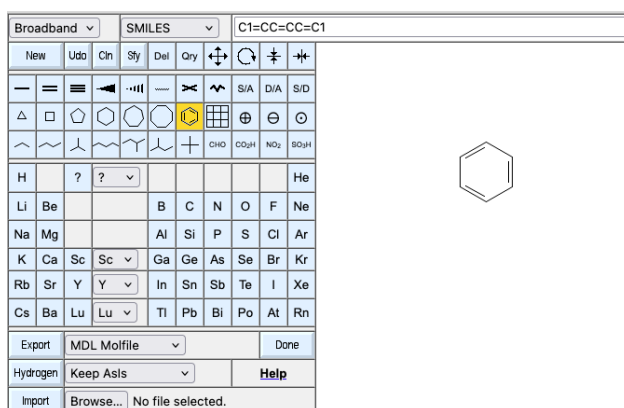 Broadband SMILES C1=CC=CC=C1
New Udo Cln Sfy Del Qry
S/A D/A S/D
CHO CO2H NO2 SO3H
H ? ? He
Li Be B C N O F Ne
Na Mg Al Si P S Cl Ar
K Ca Sc Sc Ga Ge As Se Br Kr
Rb Sr Y Y In Sn Sb Te I Xe
Cs Ba Lu Lu Tl Pb Bi Po At Rn
Export MDL Molfile Done
Hydrogen Keep AsIs Help
Import Browse... No file selected.